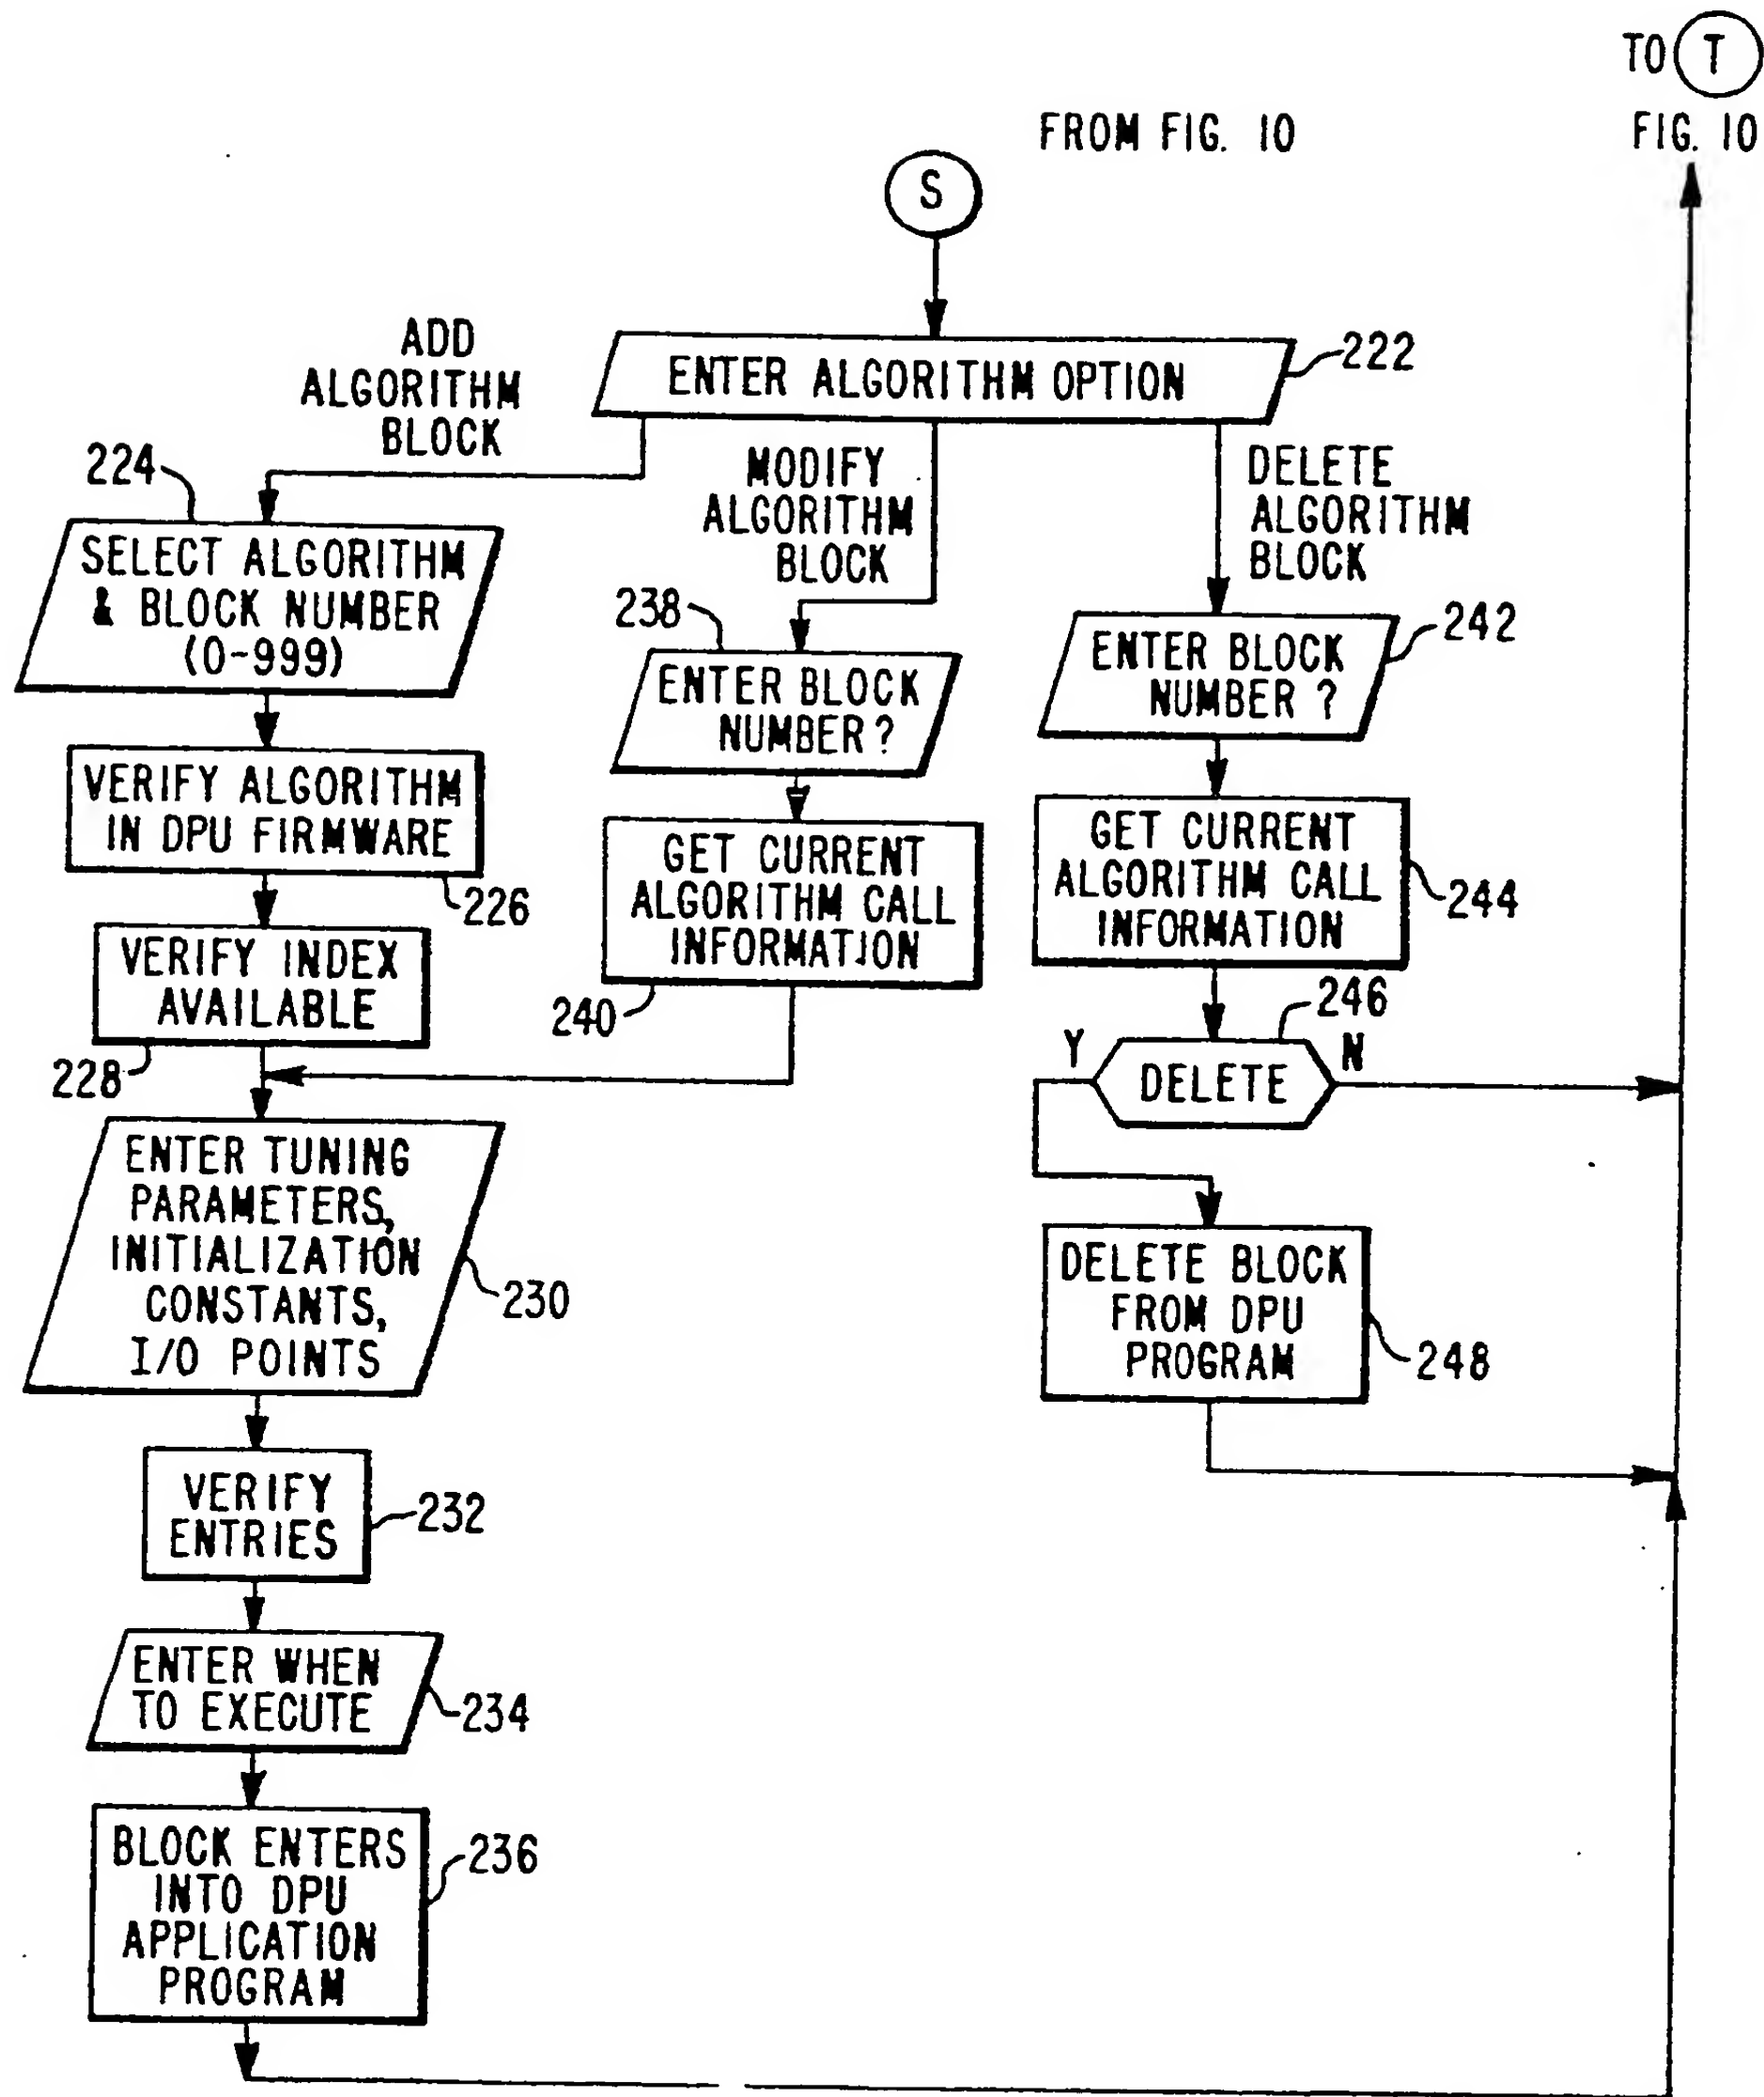 TO T
FIG. 10
FROM FIG. 10
S
ENTER ALGORITHM OPTION
222
ADD
ALGORITHM
BLOCK
224
SELECT ALGORITHM
& BLOCK NUMBER
(0-999)
VERIFY ALGORITHM
IN DPU FIRMWARE
226
VERIFY INDEX
AVAILABLE
228
MODIFY
ALGORITHM
BLOCK
238
ENTER BLOCK
NUMBER?
GET CURRENT
ALGORITHM CALL
INFORMATION
240
DELETE
ALGORITHM
BLOCK
242
ENTER BLOCK
NUMBER ?
GET CURRENT
ALGORITHM CALL
INFORMATION
244
246
Y
DELETE
N
DELETE BLOCK
FROM DPU
PROGRAM
248
ENTER TUNING
PARAMETERS,
INITIALIZATION
CONSTANTS,
I/O POINTS
230
VERIFY
ENTRIES
232
ENTER WHEN
TO EXECUTE
234
BLOCK ENTERS
INTO DPU
APPLICATION
PROGRAM
236